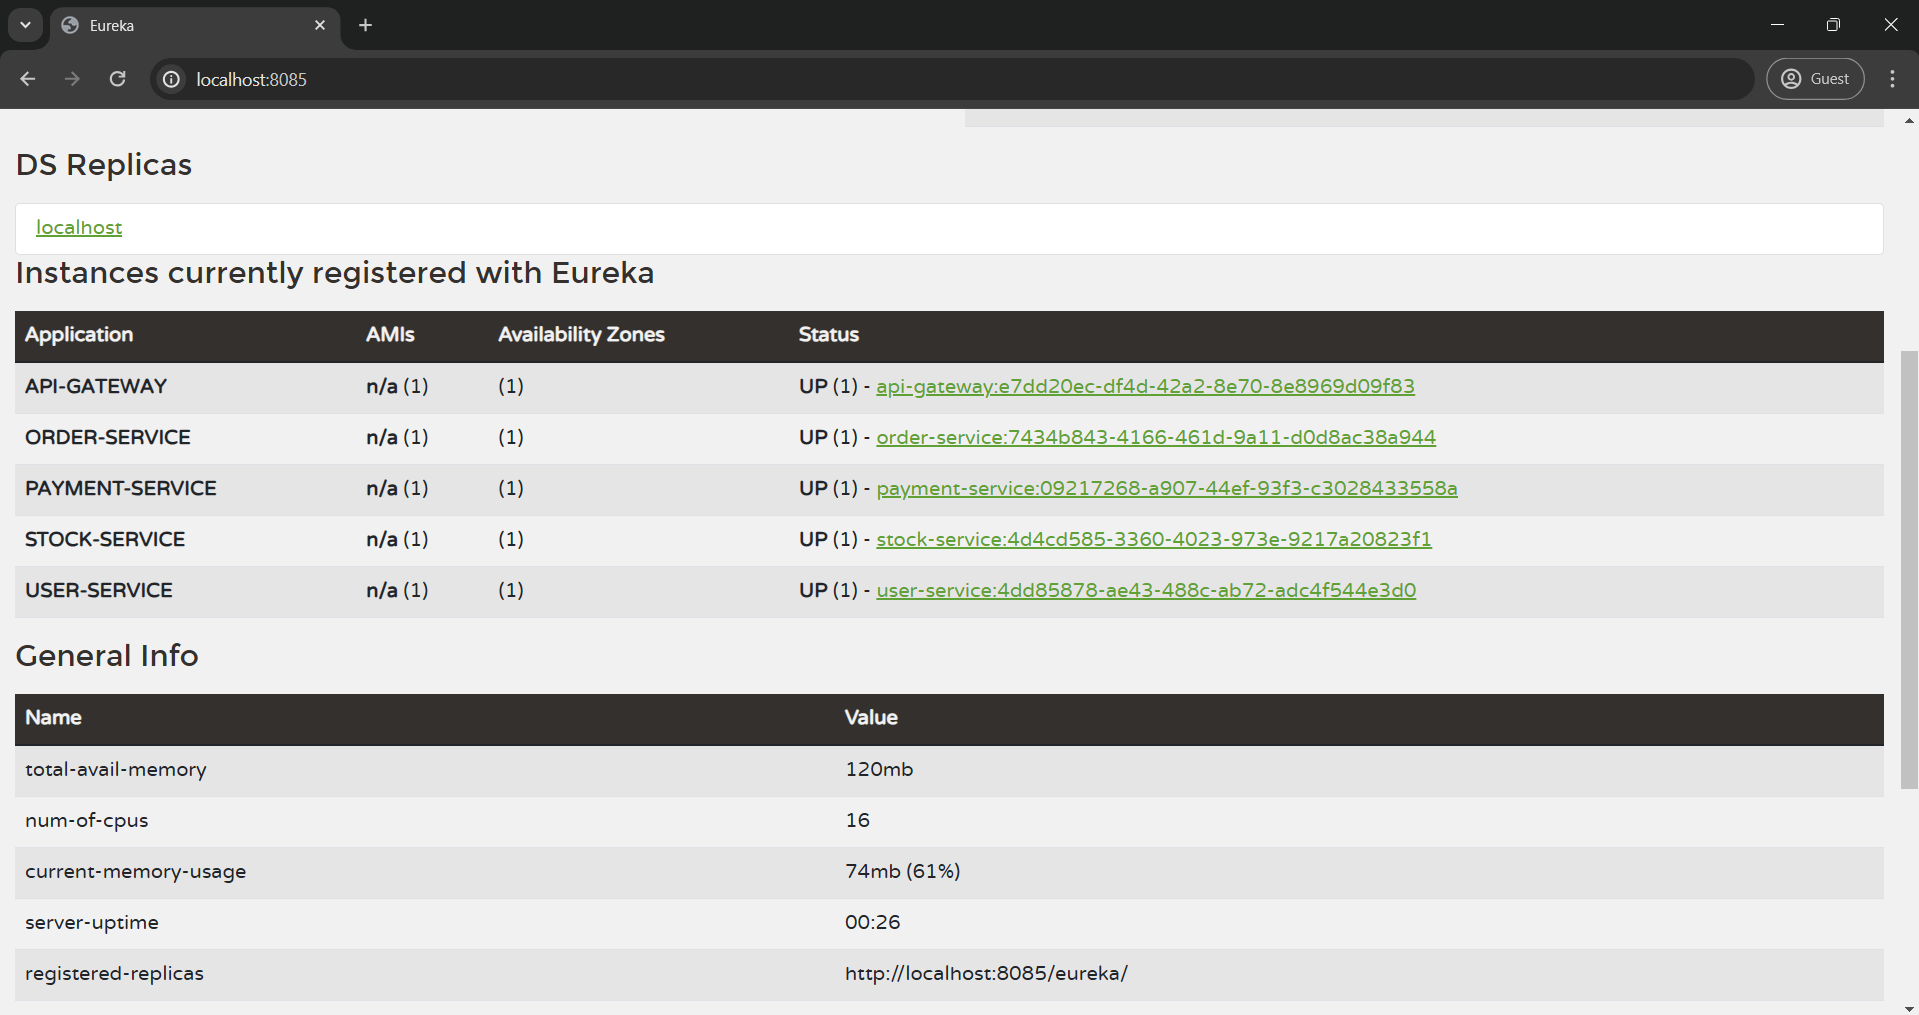 Eureka
localhost:8085
Guest
DS Replicas
localhost
Instances currently registered with Eureka
Application AMIs Availability Zones Status
API-GATEWAY n/a (1) (1) UP (1) - api-gateway:e7dd20ec-df4d-42a2-8e70-8e8969d09f83
ORDER-SERVICE n/a (1) (1) UP (1) - order-service:7434b843-4166-461d-9a11-d0d8ac38a944
PAYMENT-SERVICE n/a (1) (1) UP (1) - payment-service:09217268-a907-44ef-93f3-c3028433558a
STOCK-SERVICE n/a (1) (1) UP (1) - stock-service:4d4cd585-3360-4023-973e-9217a20823f1
USER-SERVICE n/a (1) (1) UP (1) - user-service:4dd85878-ae43-488c-ab72-adc4f544e3d0
General Info
Name Value
total-avail-memory 120mb
num-of-cpus 16
current-memory-usage 74mb (61%)
server-uptime 00:26
registered-replicas http://localhost:8085/eureka/